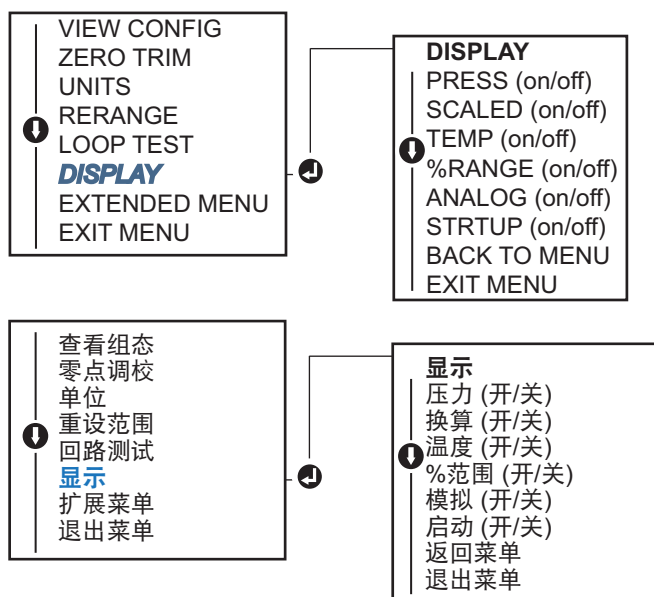 VIEW CONFIG
ZERO TRIM
UNITS
RERANGE
LOOP TEST
DISPLAY
EXTENDED MENU
EXIT MENU
DISPLAY
PRESS (on/off)
SCALED (on/off)
TEMP (on/off)
%RANGE (on/off)
ANALOG (on/off)
STRTUP (on/off)
BACK TO MENU
EXIT MENU
查看组态
零点调校
单位
重设范围
回路测试
显示
扩展菜单
退出菜单
显示
压力 (开/关)
换算 (开/关)
温度 (开/关)
%范围 (开/关)
模拟 (开/关)
启动 (开/关)
返回菜单
退出菜单